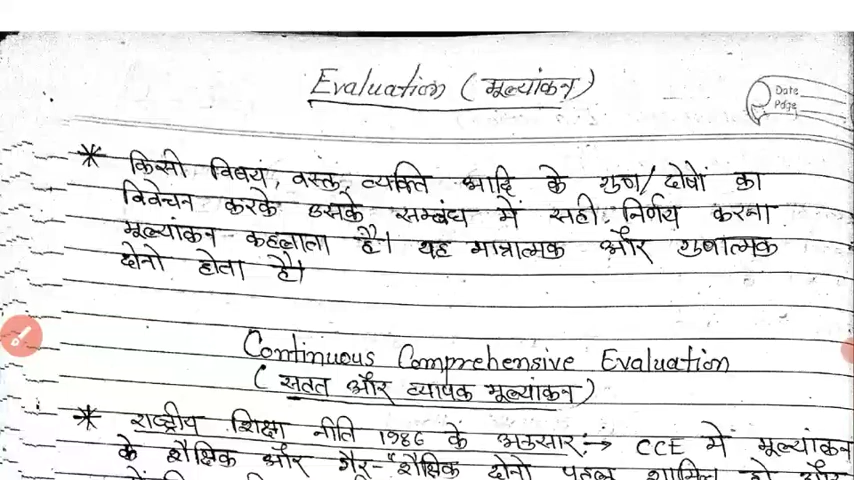 Evaluation (मूल्यांकन)
Date
Page
* किसी विषय, वस्तु, व्यक्ति आदि के गुण/दोषों का
विवेचन करके उसके सम्बंध में सही निर्णय करना
मूल्यांकन कहलाता है। यह मात्रात्मक और गुणात्मक
दोनो होता है।
Continuous Comprehensive Evaluation
(सतत और व्यापक मूल्यांकन)
* राष्ट्रीय शिक्षा नीति 1986 के अनुसार :→ CCE में मूल्यांकन
के शैक्षिक और गैर-शैक्षिक दोनो पहलू शामिल हो और